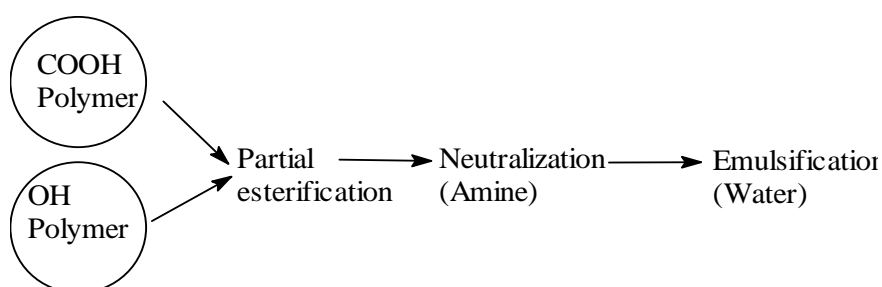 COOH
Polymer
OH
Polymer
Partial
esterification
Neutralization
(Amine)
Emulsification
(Water)